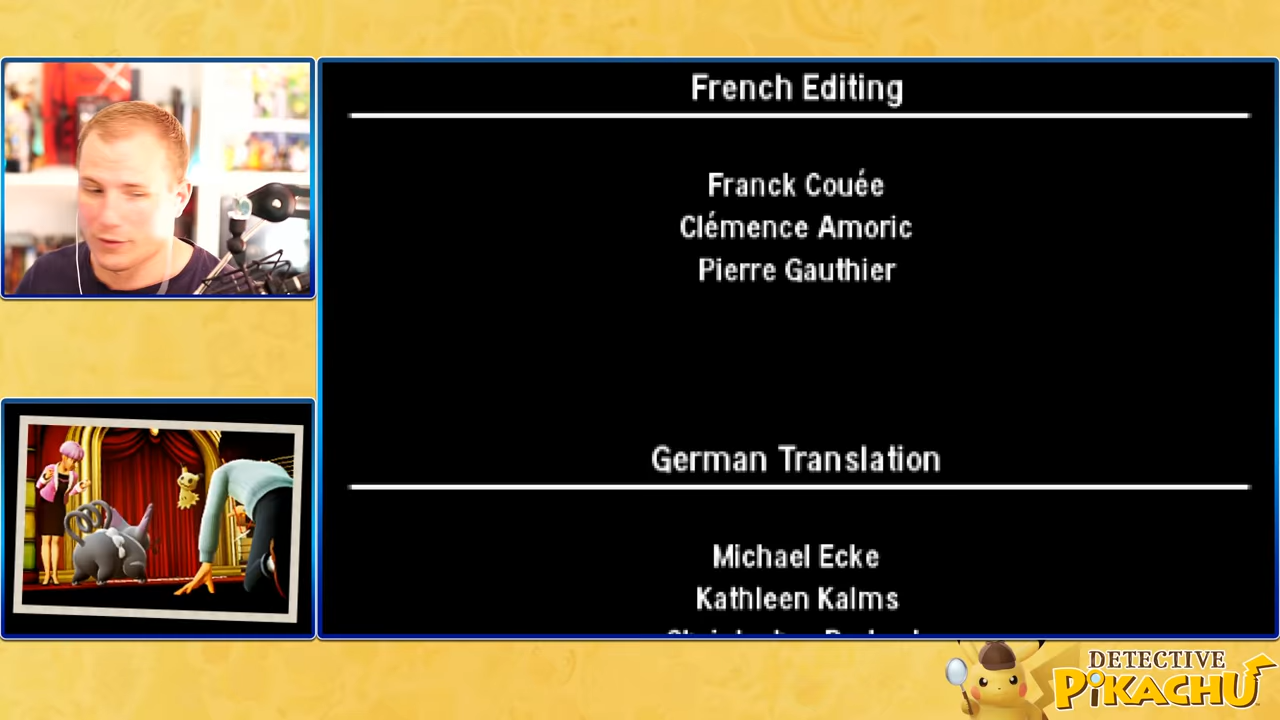 French Editing
Franck Couée
Clémence Amoric
Pierre Gauthier
German Translation
Michael Ecke
Kathleen Kalms
DETECTIVE
PiKACHU